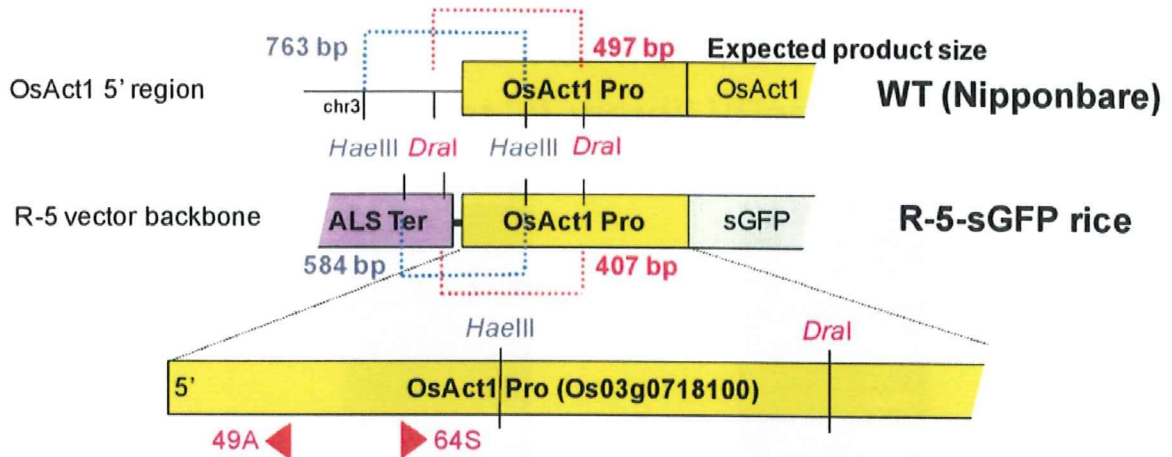 763 bp
497 bp
Expected product size
OsAct1 5' region
OsAct1 Pro
OsAct1
WT (Nipponbare)
chr3
HaeIII DraI HaeIII DraI
R-5 vector backbone
ALS Ter
OsAct1 Pro
sGFP
R-5-sGFP rice
584 bp
407 bp
HaeIII
DraI
5'
OsAct1 Pro (Os03g0718100)
49A
64S